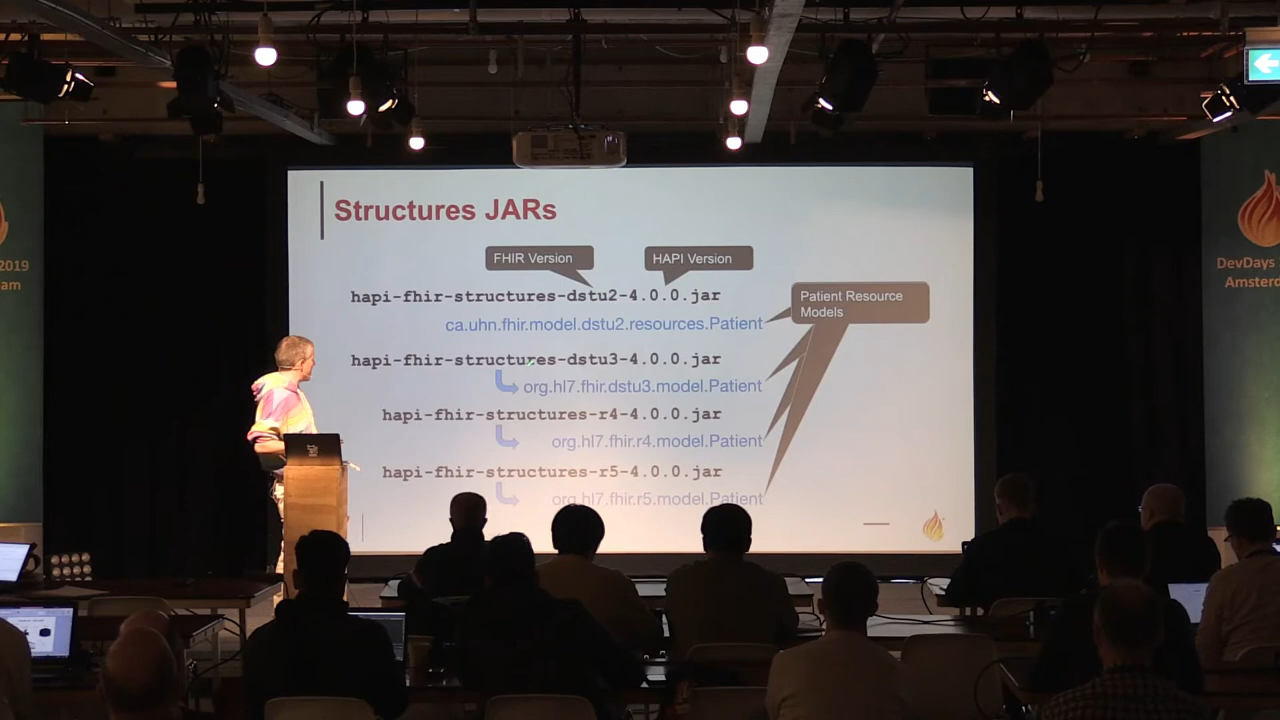 Structures JARs
FHIR Version
HAPI Version
hapi-fhir-structures-dstu2-4.0.0.jar
Patient Resource
Models
ca.uhn.fhir.model.dstu2.resources.Patient
hapi-fhir-structures-dstu3-4.0.0.jar
org.hl7.fhir.dstu3.model.Patient
hapi-fhir-structures-r4-4.0.0.jar
org.hl7.fhir.r4.model.Patient
hapi-fhir-structures-r5-4.0.0.jar
org.hl7.fhir.r5.model.Patient
2019
am
DevDays
Amsterd